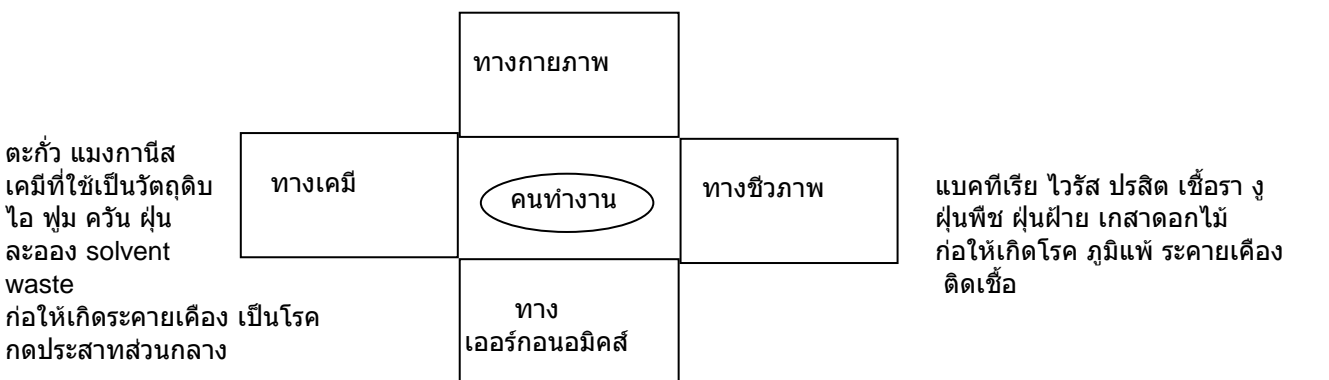 ทางกายภาพ
ตะกั่ว แมงกานีส
เคมีที่ใช้เป็นวัตถุดิบ
ไอ ฟูม ควัน ฝุ่น
ละออง solvent
waste
ก่อให้เกิดระคายเคือง เป็นโรค
กดประสาทส่วนกลาง
ทางเคมี
คนทำงาน
ทางชีวภาพ
แบคทีเรีย ไวรัส ปรสิต เชื้อรา งู
ฝุ่นพืช ฝุ่นฝ้าย เกสาดอกไม้
ก่อให้เกิดโรค ภูมิแพ้ ระคายเคือง
ติดเชื้อ
ทาง
เออร์กอนอมิคส์